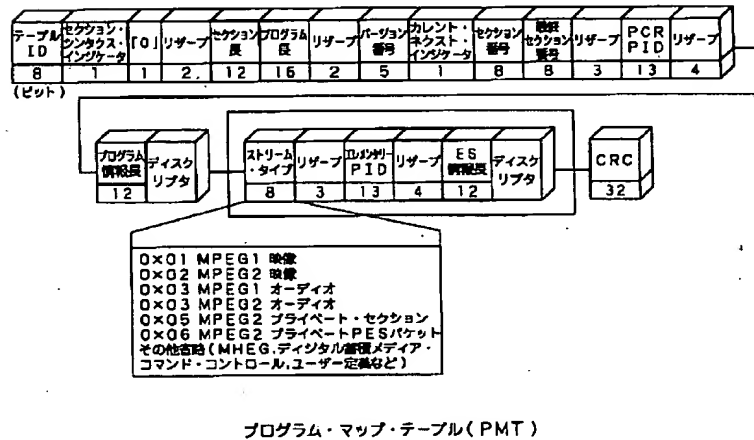 テーブル
ID
8
セクション・
シンタクス・
インジケータ
1
「0」
1
リザーブ
2
セクション
長
12
プログラム
長
16
リザーブ
2
バージョン
番号
5
カレント・
ネクスト・
インジケータ
1
セクション
番号
8
最終
セクション
番号
8
リザーブ
3
PCR
PID
13
リザーブ
4
(ビット)
プログラム
情報長
12
ディスク
リプタ
ストリーム
・タイプ
8
リザーブ
3
エレメンタリー
PID
13
リザーブ
4
ES
情報長
12
ディスク
リプタ
CRC
32
0×01 MPEG1 映像
0×02 MPEG2 映像
0×03 MPEG1 オーディオ
0×03 MPEG2 オーディオ
0×05 MPEG2 プライベート・セクション
0×06 MPEG2 プライベートPESパケット
その他省略(MHEG,ディジタル蓄積メディア・
コマンド・コントロール,ユーザー定義など)
プログラム・マップ・テーブル(PMT)